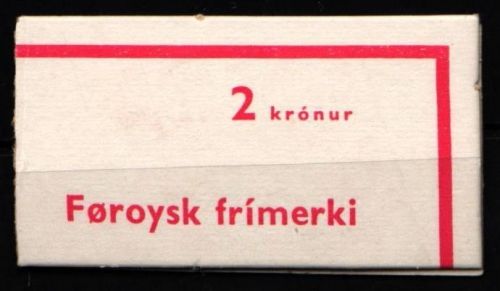 2 krónur
Føroysk frímerki